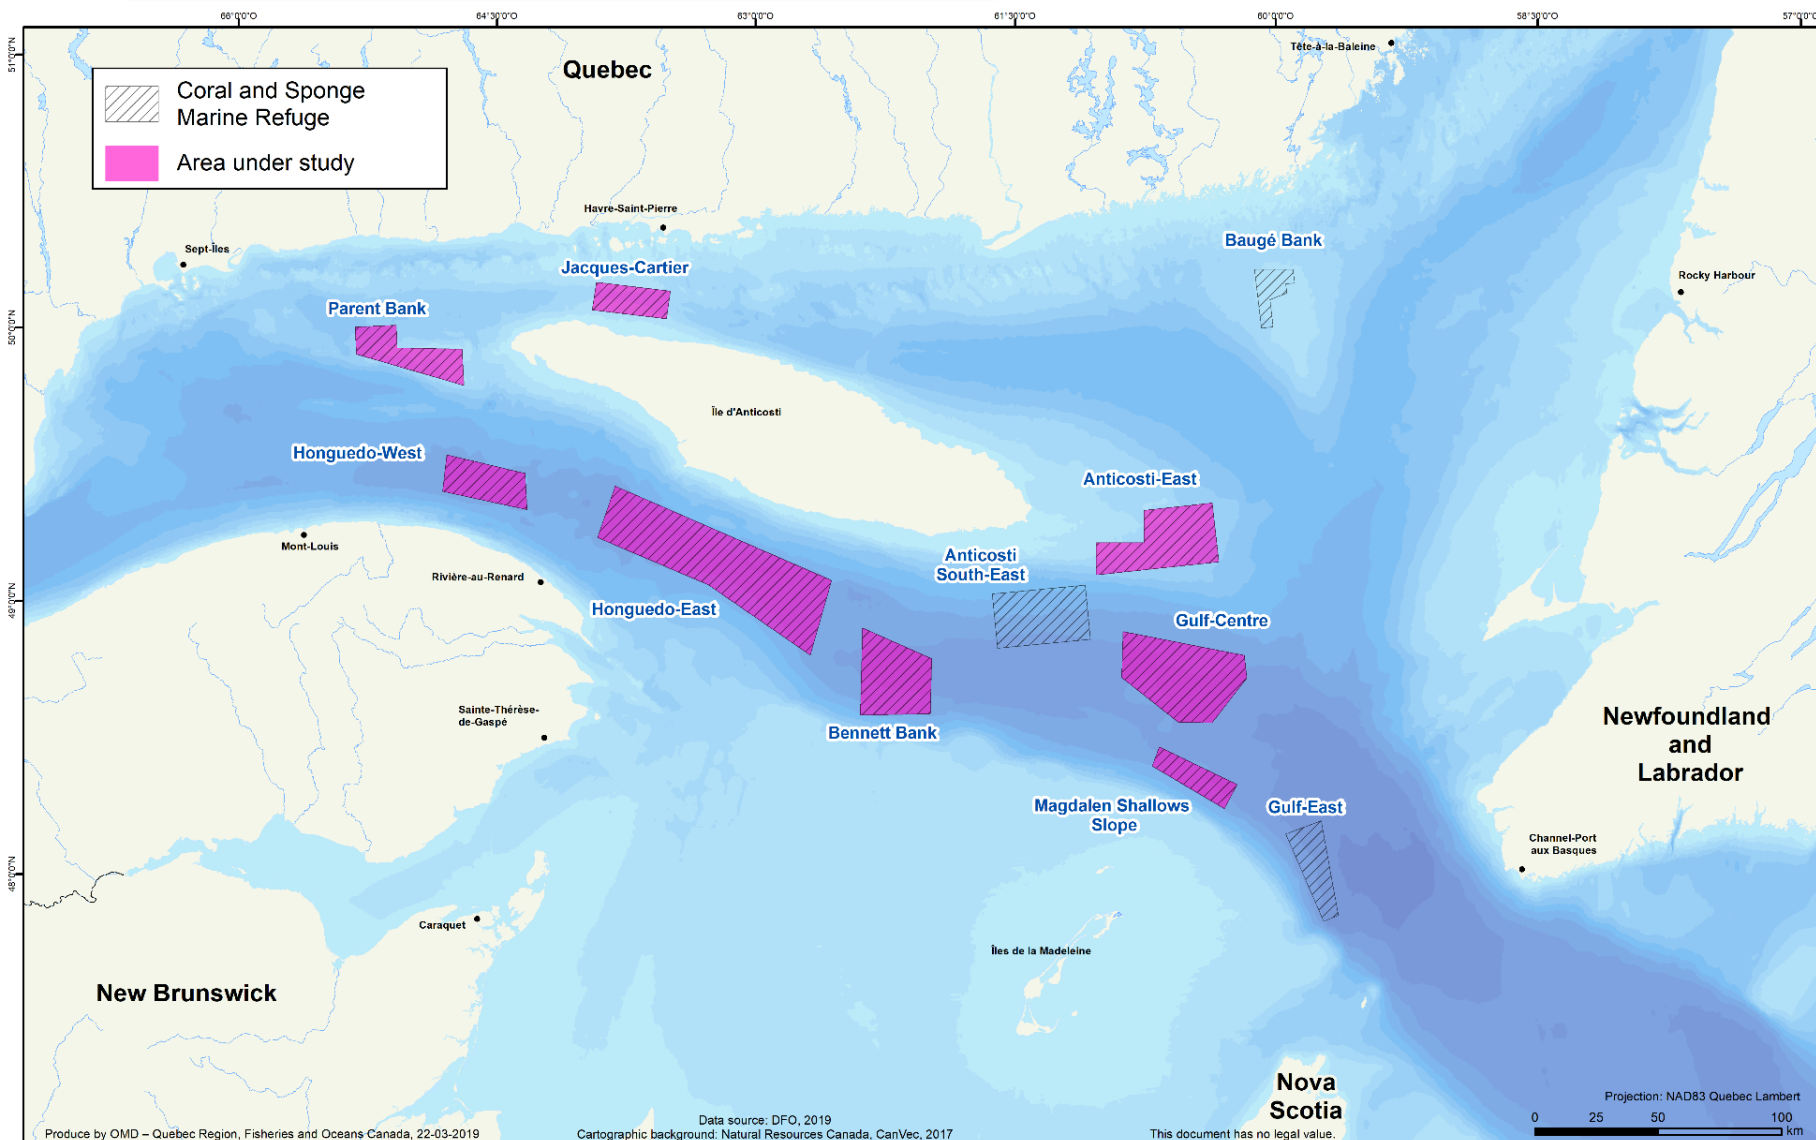 66°0'0"O
64°30'0"O
63°0'0"O
61°30'0"O
60°0'0"O
58°30'0"O
51°0'0"N
50°0'0"N
49°0'0"N
48°0'0"N
Coral and Sponge
Marine Refuge
Area under study
Quebec
Tête-à-la-Baleine
Havre-Saint-Pierre
Sept-Îles
Baugé Bank
Jacques-Cartier
Rocky Harbour
Parent Bank
Île d'Anticosti
Honguedo-West
Anticosti-East
Mont-Louis
Anticosti
South-East
Rivière-au-Renard
Honguedo-East
Gulf-Centre
Sainte-Thérèse-
de-Gaspé
Bennett Bank
Newfoundland
and
Labrador
Magdalen Shallows
Slope
Gulf-East
Channel-Port
aux Basques
Caraquet
Îles de la Madeleine
New Brunswick
Nova
Scotia
Projection: NAD83 Quebec Lambert
0 25 50 100
km
Data source: DFO, 2019
Produce by OMD – Quebec Region, Fisheries and Oceans Canada, 22-03-2019
Cartographic background: Natural Resources Canada, CanVec, 2017
This document has no legal value.